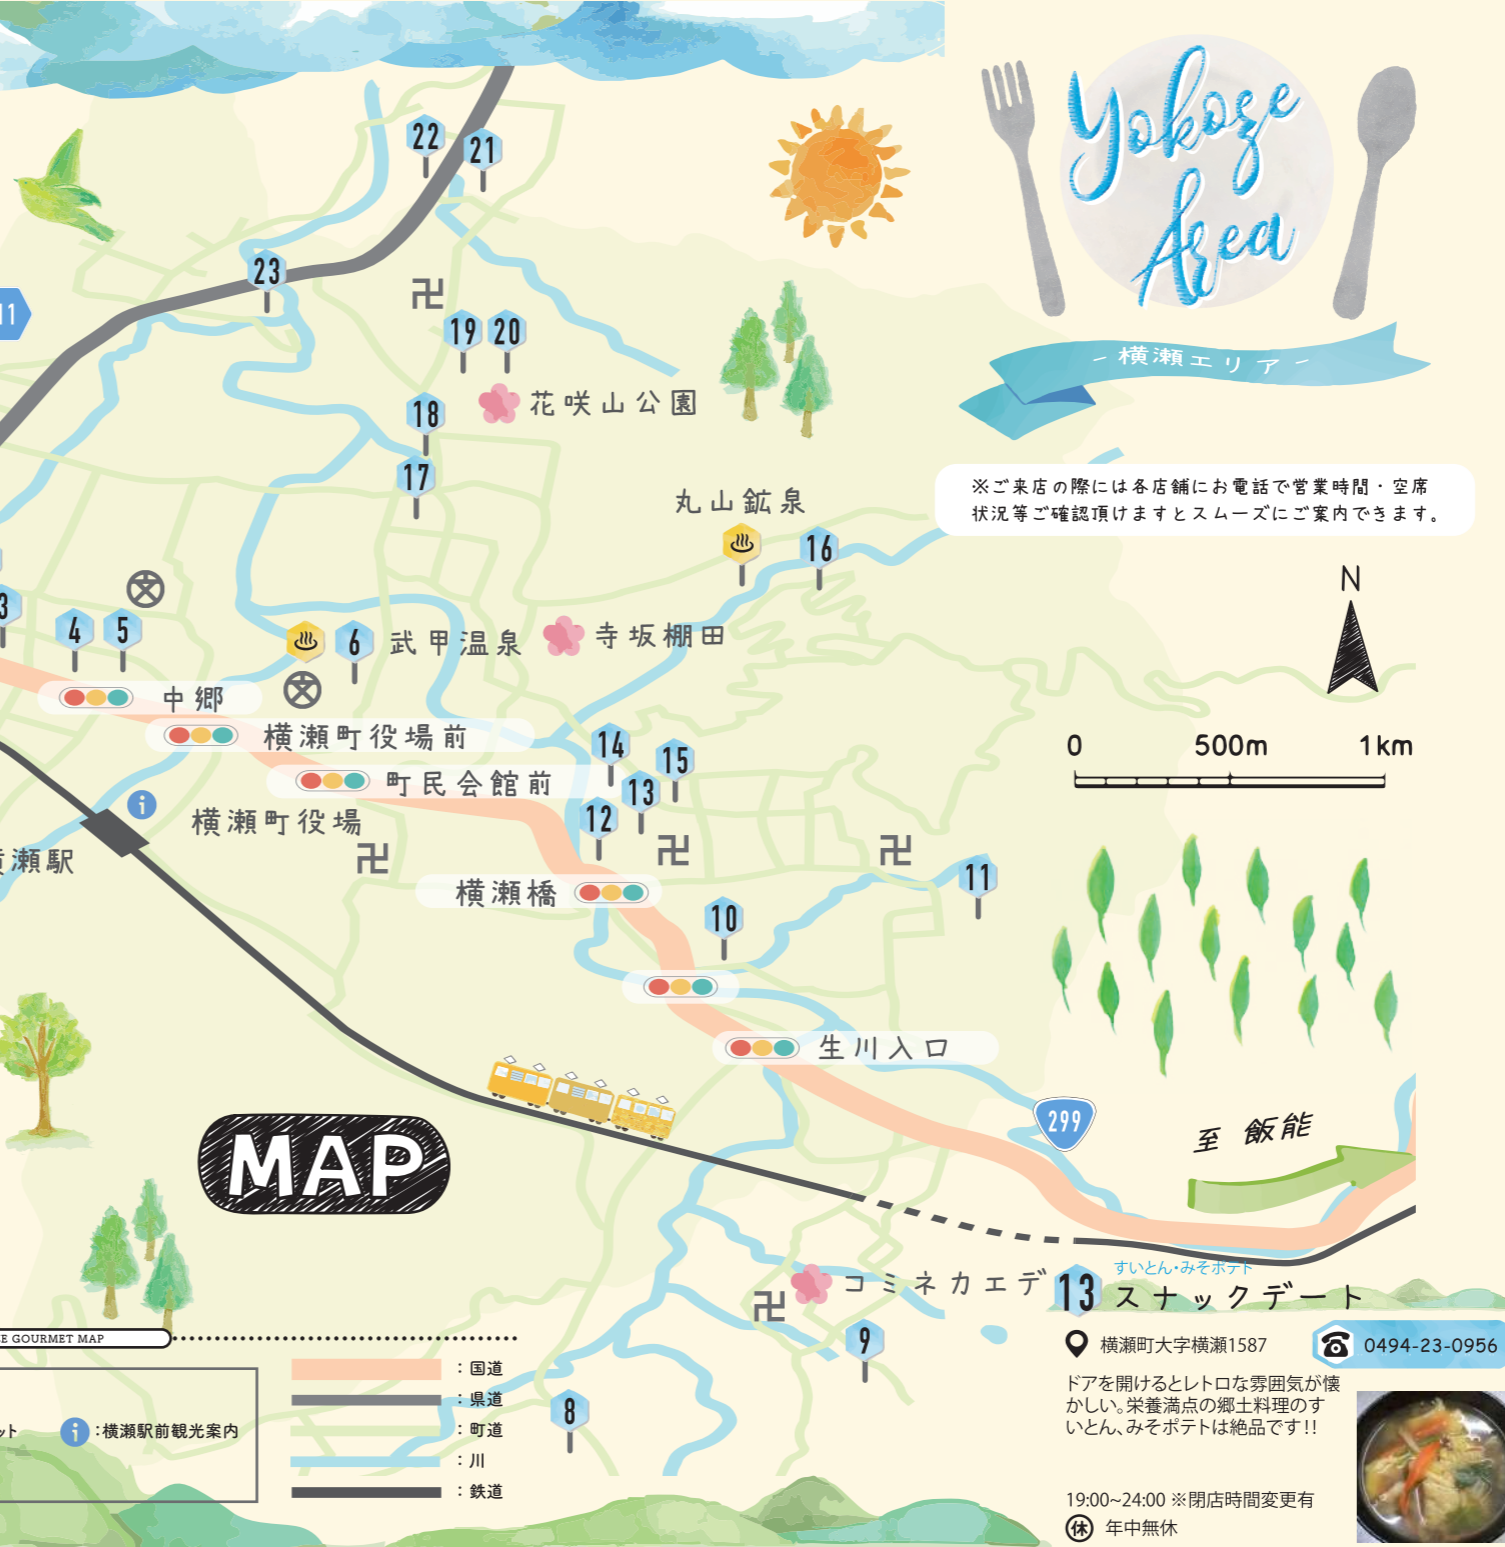 Yokoze
Area
- 横瀬エリア -
※ご来店の際には各店舗にお電話で営業時間・空席
状況等ご確認頂けますとスムーズにご案内できます。
N
0 500m 1km
22
21
23
11
19 20
花咲山公園
18
17
丸山鉱泉
16
3
4 5
6
武甲温泉
寺坂棚田
中郷
横瀬町役場前
14
15
町民会館前
13
12
横瀬町役場
瀬駅
横瀬橋
11
10
生川入口
299
至 飯能
MAP
コミネカエデ
9
8
E GOURMET MAP
ット
i :横瀬駅前観光案内
:国道
:県道
:町道
:川
:鉄道
すいとん・みそポテト
13 スナックデート
横瀬町大字横瀬1587
0494-23-0956
ドアを開けるとレトロな雰囲気が懐
かしい。栄養満点の郷土料理のす
いとん、みそポテトは絶品です!!
19:00~24:00 ※閉店時間変更有
休 年中無休